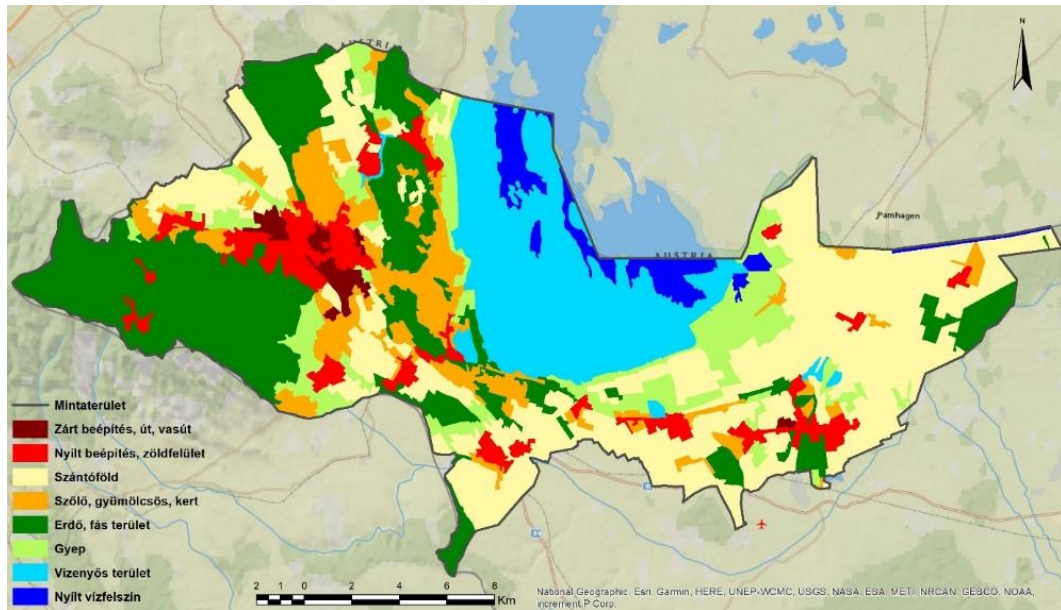 AUSTRIA
N
Pamhagen
AUSTRIA
Mintaterület
Zárt beépítés, út, vasút
Nyílt beépítés, zöldfelület
Szántóföld
Szőlő, gyümölcsös, kert
Erdő, fás terület
Gyep
Vizenyős terület
Nyílt vízfelszín
2 1 0 2 4 6 8
Km
National Geographic, Esri, Garmin, HERE, UNEP-WCMC, USGS, NASA, ESA, METI, NRCAN, GEBCO, NOAA,
increment P Corp.